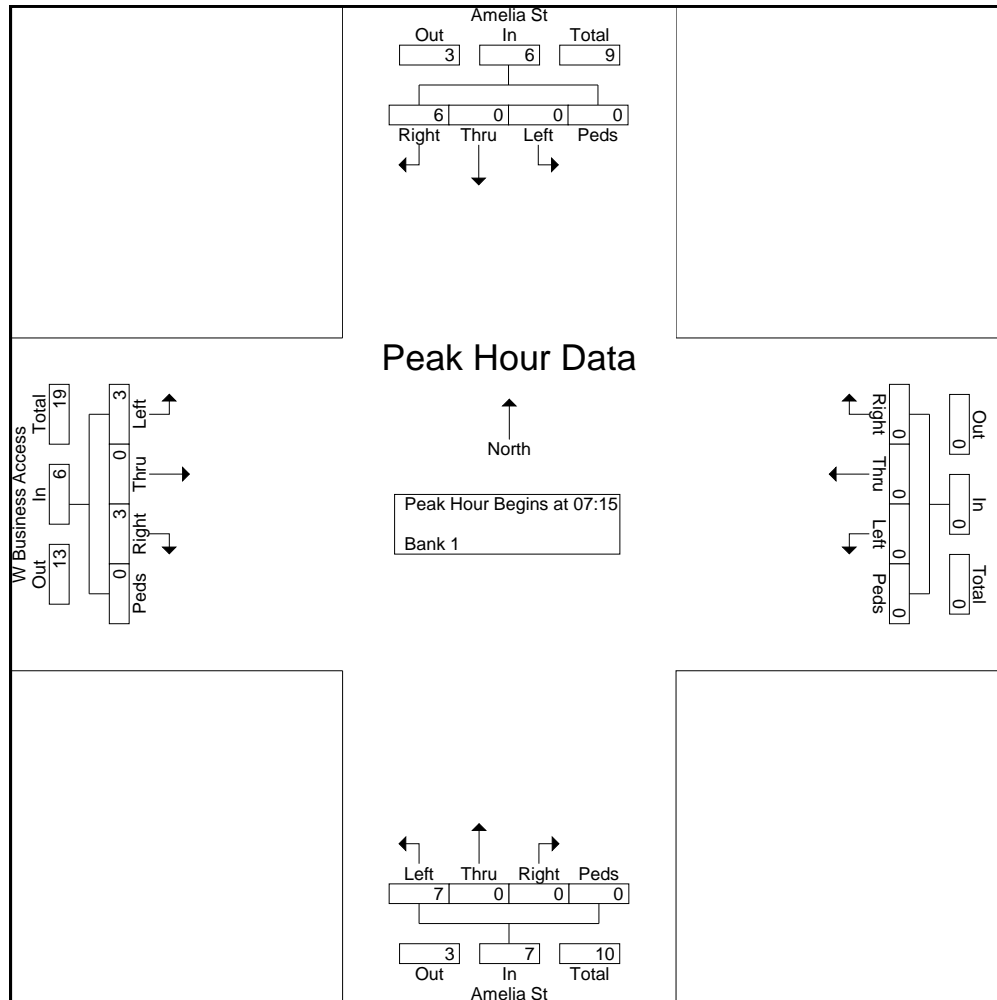 Amelia St
Out In Total
3 6 9
6 0 0 0
Right Thru Left Peds
Peak Hour Data
North
Peak Hour Begins at 07:15
Bank 1
W Business Access
Out In Total
13 6 19
3 0 3 0
Left Thru Right Peds
Out In Total
0 0 0
0 0 0 0
Right Thru Left Peds
Left Thru Right Peds
7 0 0 0
3 7 10
Out In Total
Amelia St